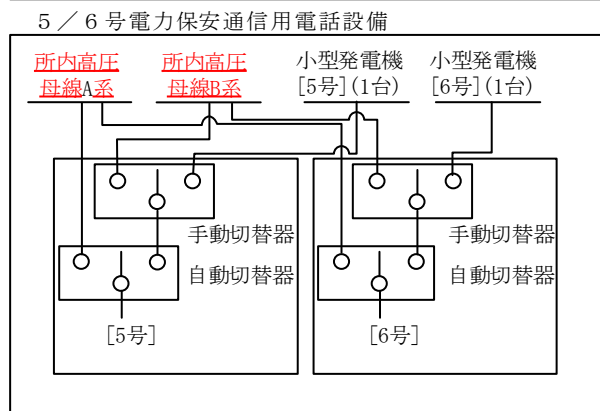 5/6号電力保安通信用電話設備
所内高圧
母線A系
所内高圧
母線B系
小型発電機
[5号](1台)
小型発電機
[6号](1台)
手動切替器
自動切替器
[5号]
手動切替器
自動切替器
[6号]